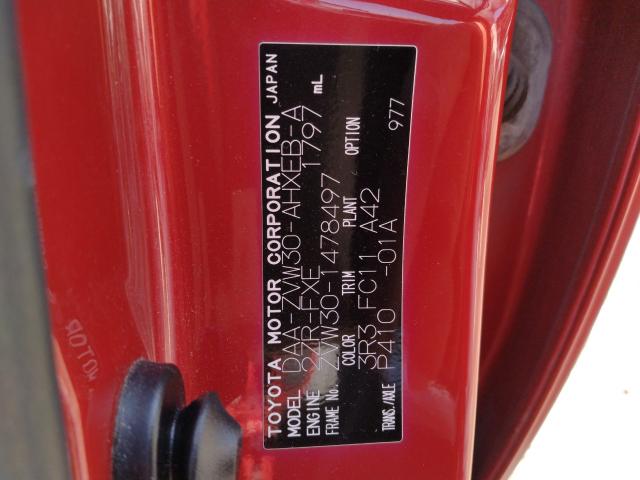 TOYOTA MOTOR CORPORATION JAPAN
MODEL DAA-ZVW30-AHXEB-A
ENGINE 2ZR-FXE 1797 mL
FRAME No. ZVW30-1478497
COLOR TRIM PLANT OPTION
3R3 FC11 A42 977
TRANS./AXLE P410 -01A
MOTOR